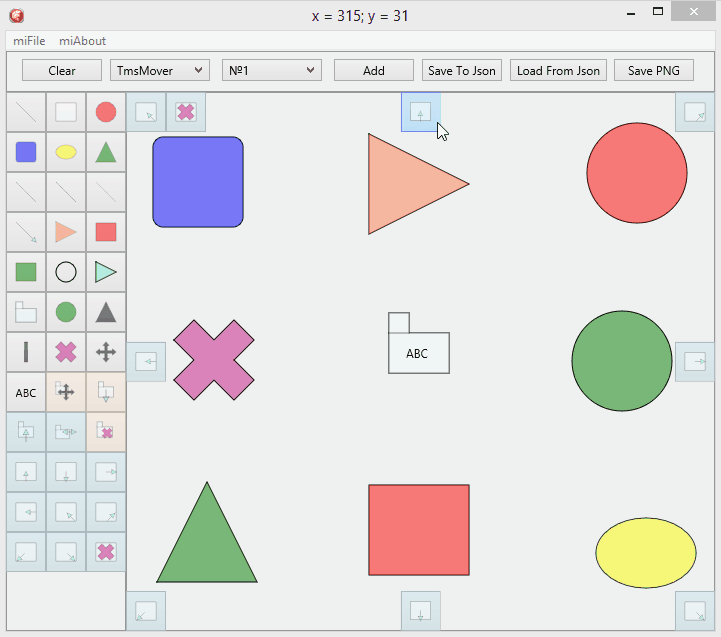 x = 315; y = 31
miFile miAbout
Clear TmsMover №1 Add Save To Json Load From Json Save PNG
ABC
ABC